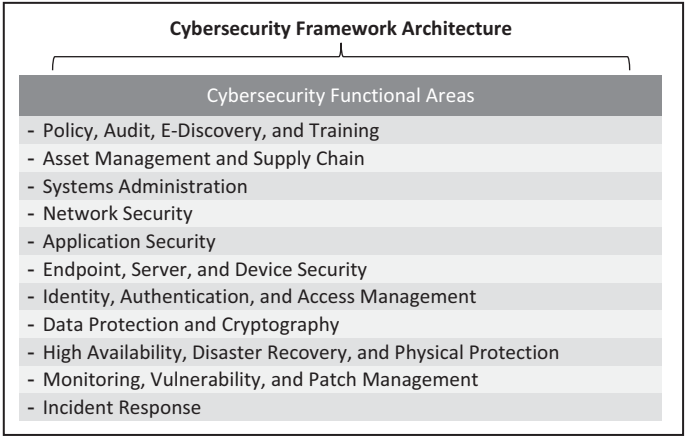 Cybersecurity Framework Architecture
Cybersecurity Functional Areas
- Policy, Audit, E-Discovery, and Training
- Asset Management and Supply Chain
- Systems Administration
- Network Security
- Application Security
- Endpoint, Server, and Device Security
- Identity, Authentication, and Access Management
- Data Protection and Cryptography
- High Availability, Disaster Recovery, and Physical Protection
- Monitoring, Vulnerability, and Patch Management
- Incident Response